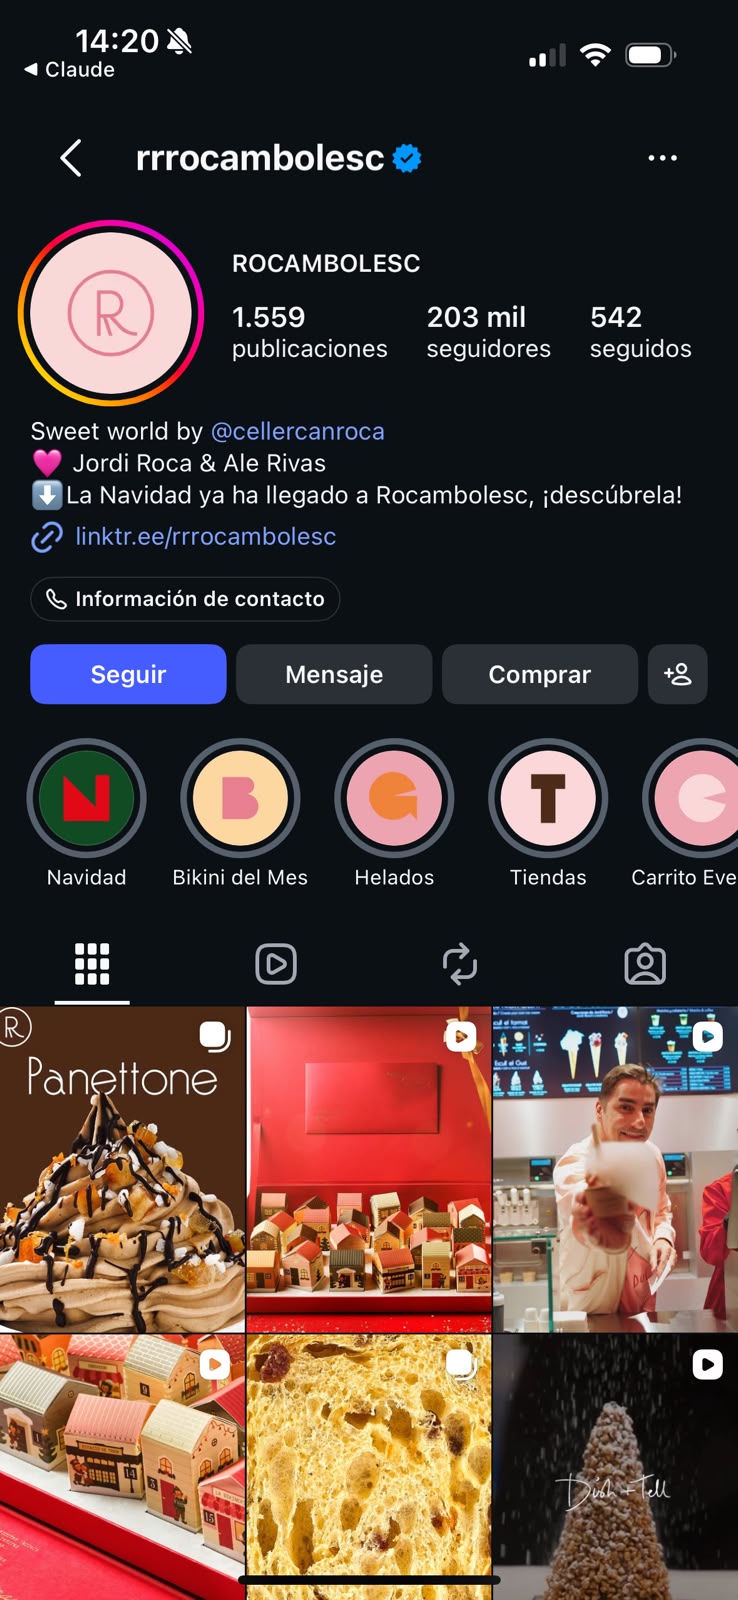 14:20
◀ Claude
rrrocambolesc
ROCAMBOLESC
1.559 203 mil 542
publicaciones seguidores seguidos
Sweet world by @cellercanroca
🩷 Jordi Roca & Ale Rivas
⬇️La Navidad ya ha llegado a Rocambolesc, ¡descúbrela!
linktr.ee/rrrocambolesc
Información de contacto
Seguir Mensaje Comprar
N B G T C
Navidad Bikini del Mes Helados Tiendas Carrito Eve
R
Panettone
Dish + Tell